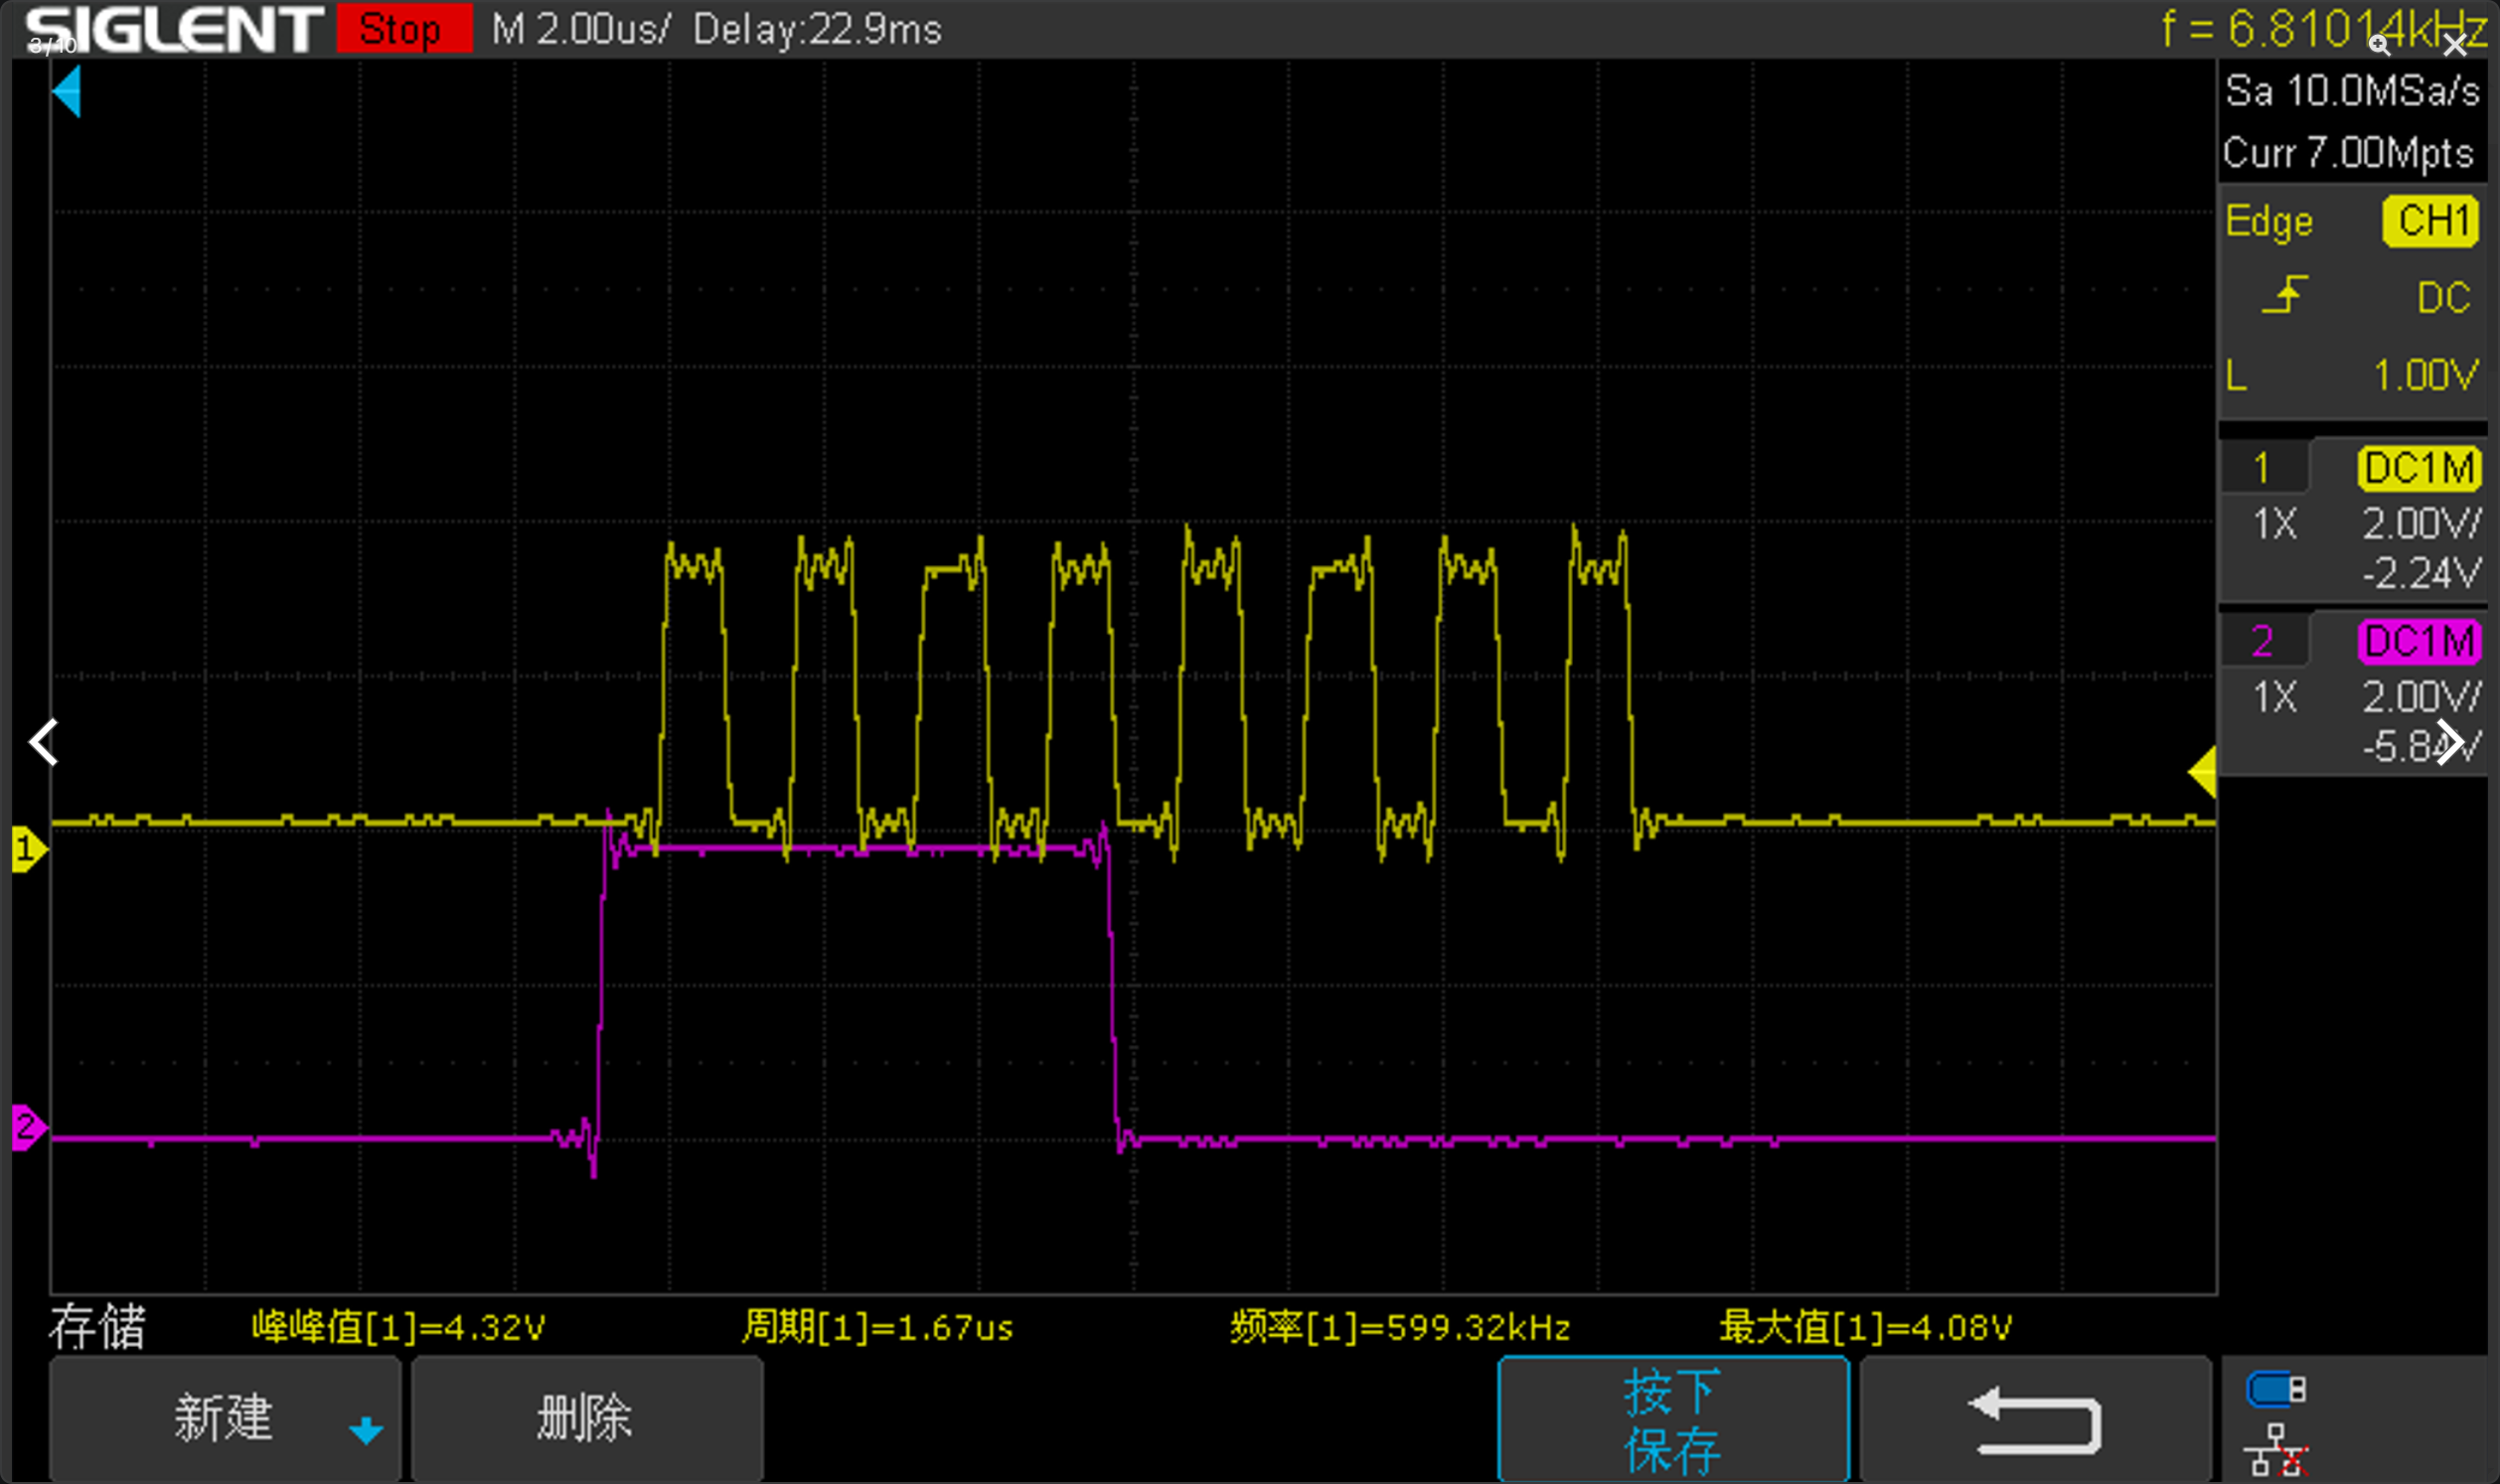 SIGLENT Stop M 2.00us/ Delay:22.9ms f = 6.81014kHz
3/10
Sa 10.0MSa/s
Curr 7.00Mpts
Edge CH1
DC
L 1.00V
1 DC1M
1X 2.00V/
-2.24V
2 DC1M
1X 2.00V/
-5.84V
1
2
存储 峰峰值[1]=4.32V 周期[1]=1.67us 频率[1]=599.32kHz 最大值[1]=4.08V
新建 删除 按下
保存